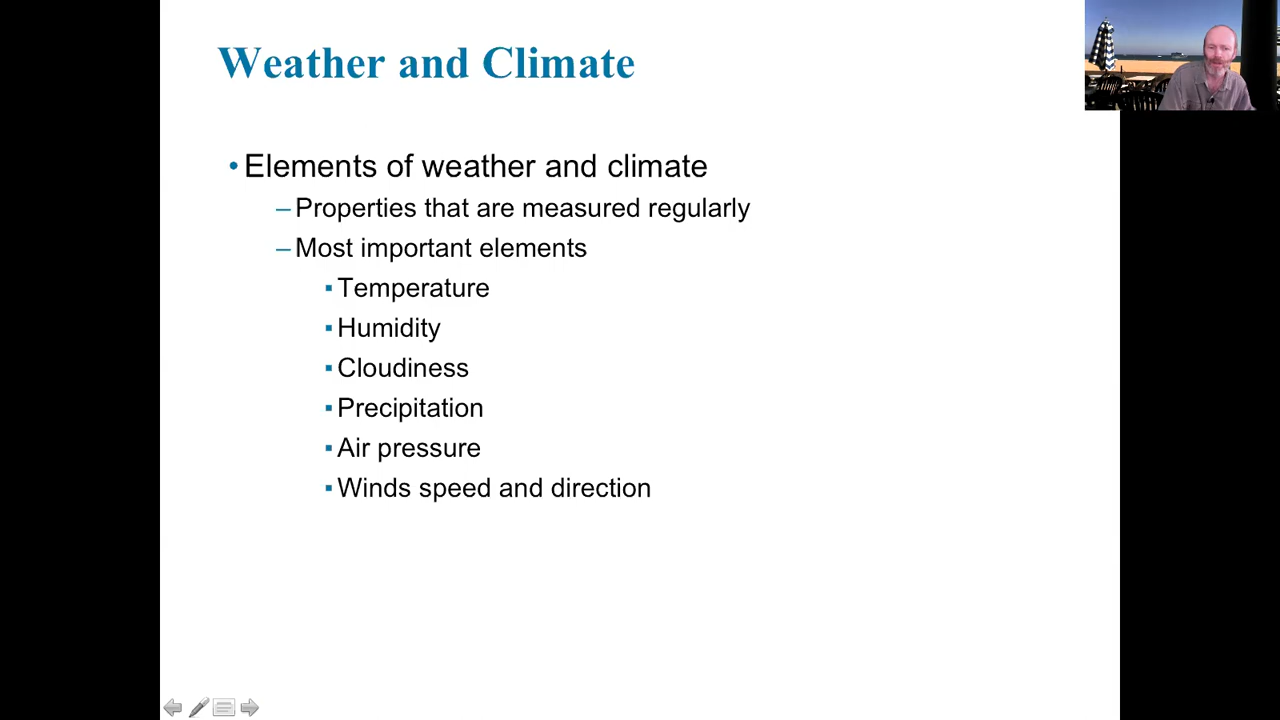 Weather and Climate
• Elements of weather and climate
– Properties that are measured regularly
– Most important elements
▪ Temperature
▪ Humidity
▪ Cloudiness
▪ Precipitation
▪ Air pressure
▪ Winds speed and direction